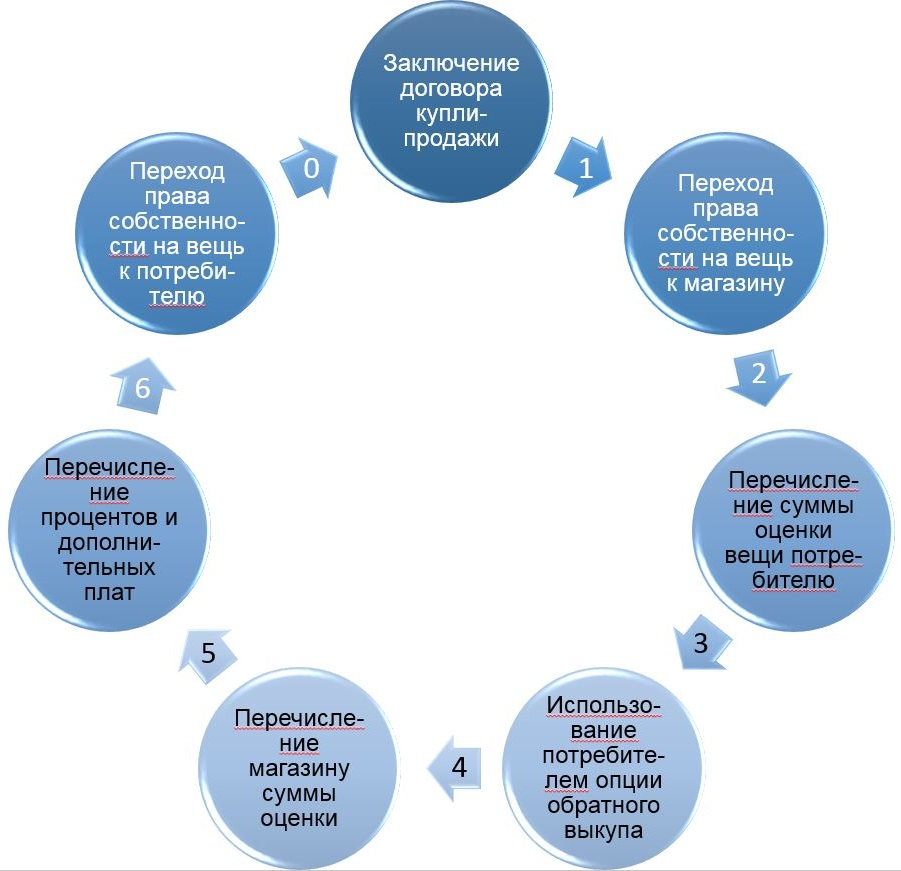 Заключение
договора
купли-
продажи
1
Переход
права
собственно-
сти на вещь
к магазину
2
Перечисле-
ние суммы
оценки
вещи потре-
бителю
3
Использо-
вание
потребите-
лем опции
обратного
выкупа
4
Перечисле-
ние
магазину
суммы
оценки
5
Перечисле-
ние
процентов и
дополни-
тельных
плат
6
Переход
права
собственно-
сти на вещь
к потреби-
телю
0